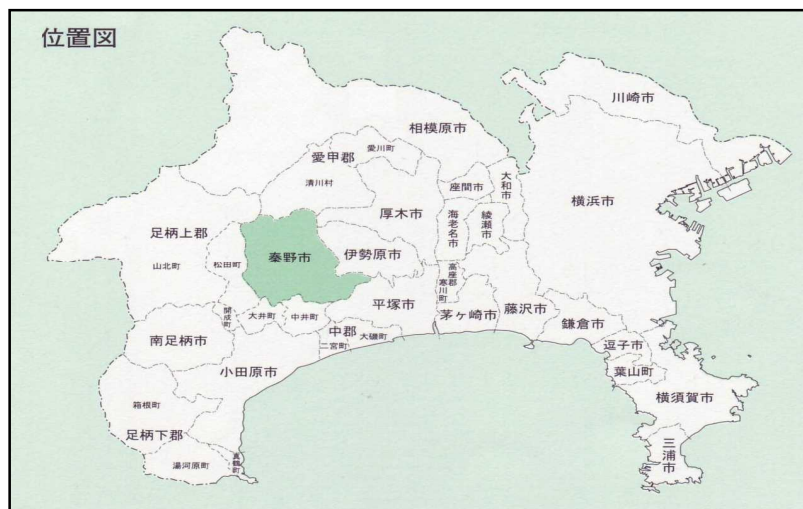 位置図
川崎市
相模原市
愛甲郡
愛川町
清川村
座間市
大和市
横浜市
厚木市
海老名市
綾瀬市
足柄上郡
山北町
松田町
秦野市
伊勢原市
高座郡
寒川町
平塚市
茅ヶ崎市
藤沢市
鎌倉市
開成町
大井町
中井町
中郡
大磯町
二宮町
南足柄市
小田原市
逗子市
葉山町
横須賀市
箱根町
足柄下郡
三浦市
湯河原町
真鶴町